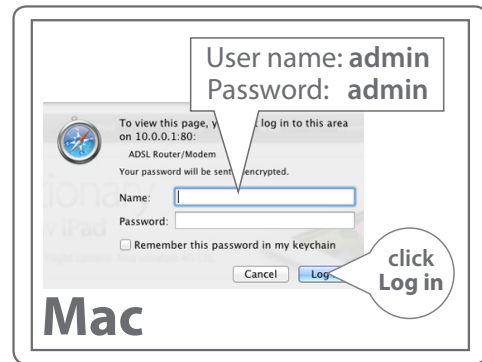 User name: admin
Password: admin
To view this page, y t log in to this area
on 10.0.0.1:80:
ADSL Router/Modem
Your password will be sent encrypted.
Name:
Password:
Remember this password in my keychain
Cancel
Log
click
Log in
Mac